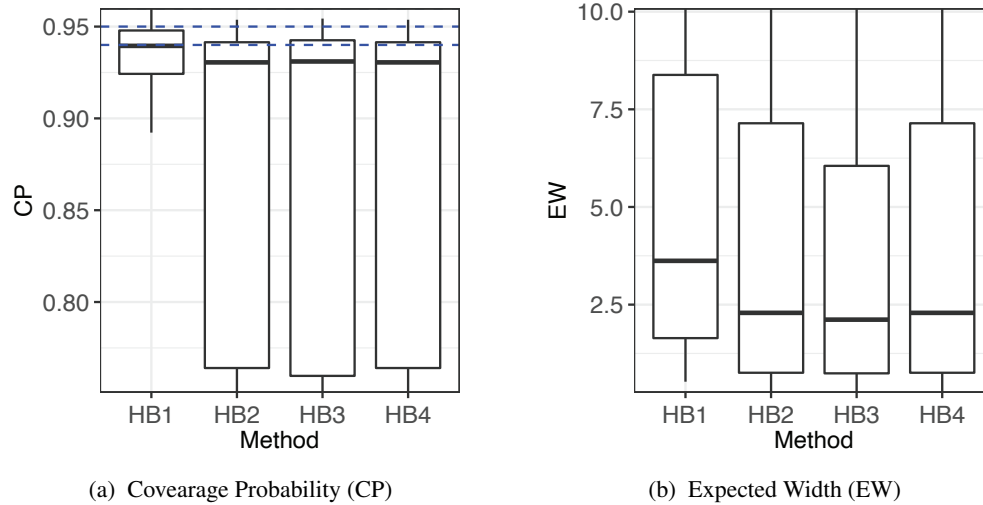 0.95
0.90
0.85
0.80
CP
HB1 HB2 HB3 HB4
Method
(a) Covearage Probability (CP)
10.0
7.5
5.0
2.5
EW
HB1 HB2 HB3 HB4
Method
(b) Expected Width (EW)